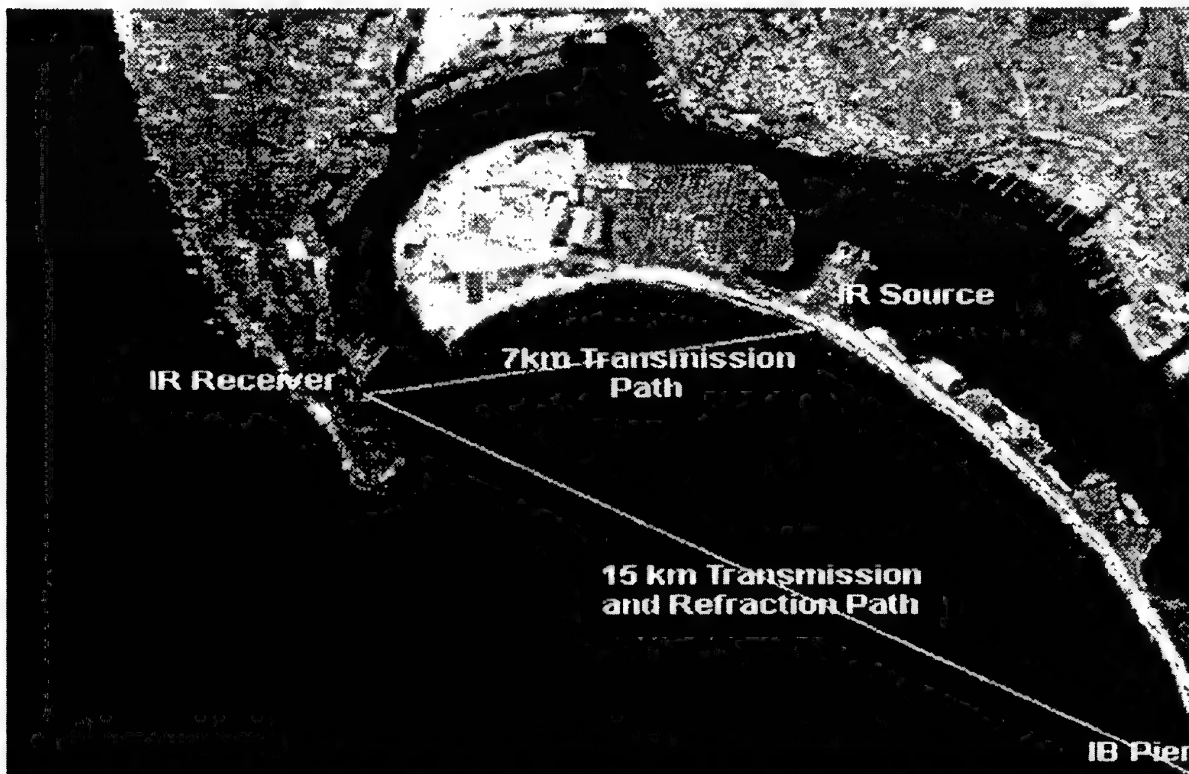 IR Source
7km Transmission
Path
IR Receiver
15 km Transmission
and Refraction Path
IB Pier